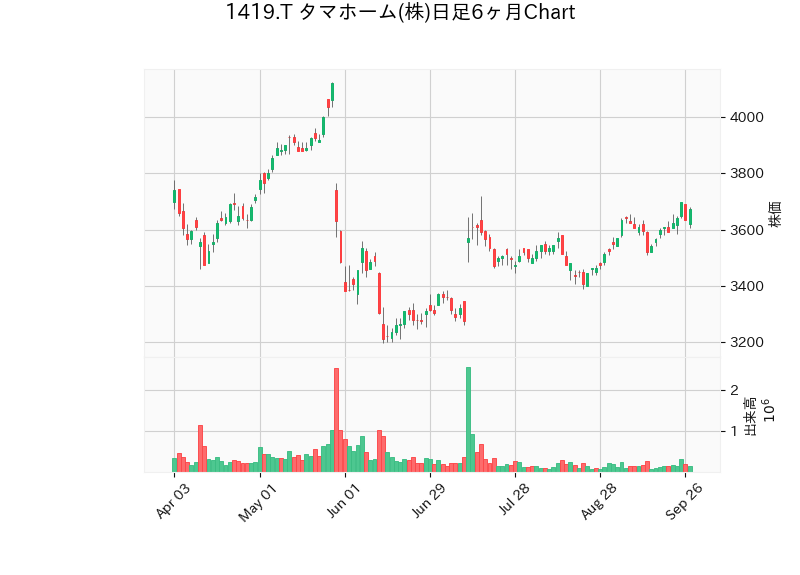 1419.T タマホーム(株)日足6ヶ月Chart
4000
3800
3600
3400
3200
株価
2
1
出来高
10⁶
Apr 03
May 01
Jun 01
Jun 29
Jul 28
Aug 28
Sep 26